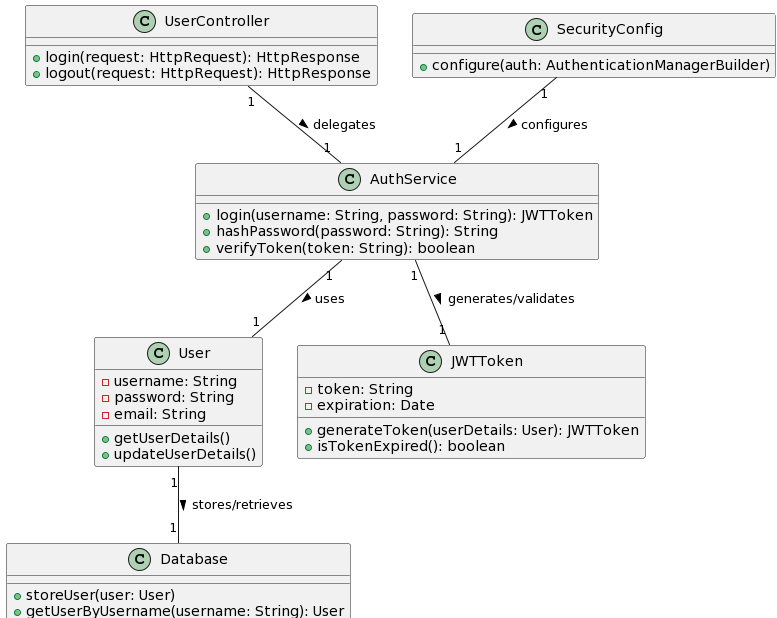 C UserController
login(request: HttpRequest): HttpResponse
logout(request: HttpRequest): HttpResponse
C SecurityConfig
configure(auth: AuthenticationManagerBuilder)
1
delegates
1
1
configures
1
C AuthService
login(username: String, password: String): JWTToken
hashPassword(password: String): String
verifyToken(token: String): boolean
1
uses
1
1
generates/validates
1
C User
username: String
password: String
email: String
getUserDetails()
updateUserDetails()
C JWTToken
token: String
expiration: Date
generateToken(userDetails: User): JWTToken
isTokenExpired(): boolean
1
stores/retrieves
1
C Database
storeUser(user: User)
getUserByUsername(username: String): User